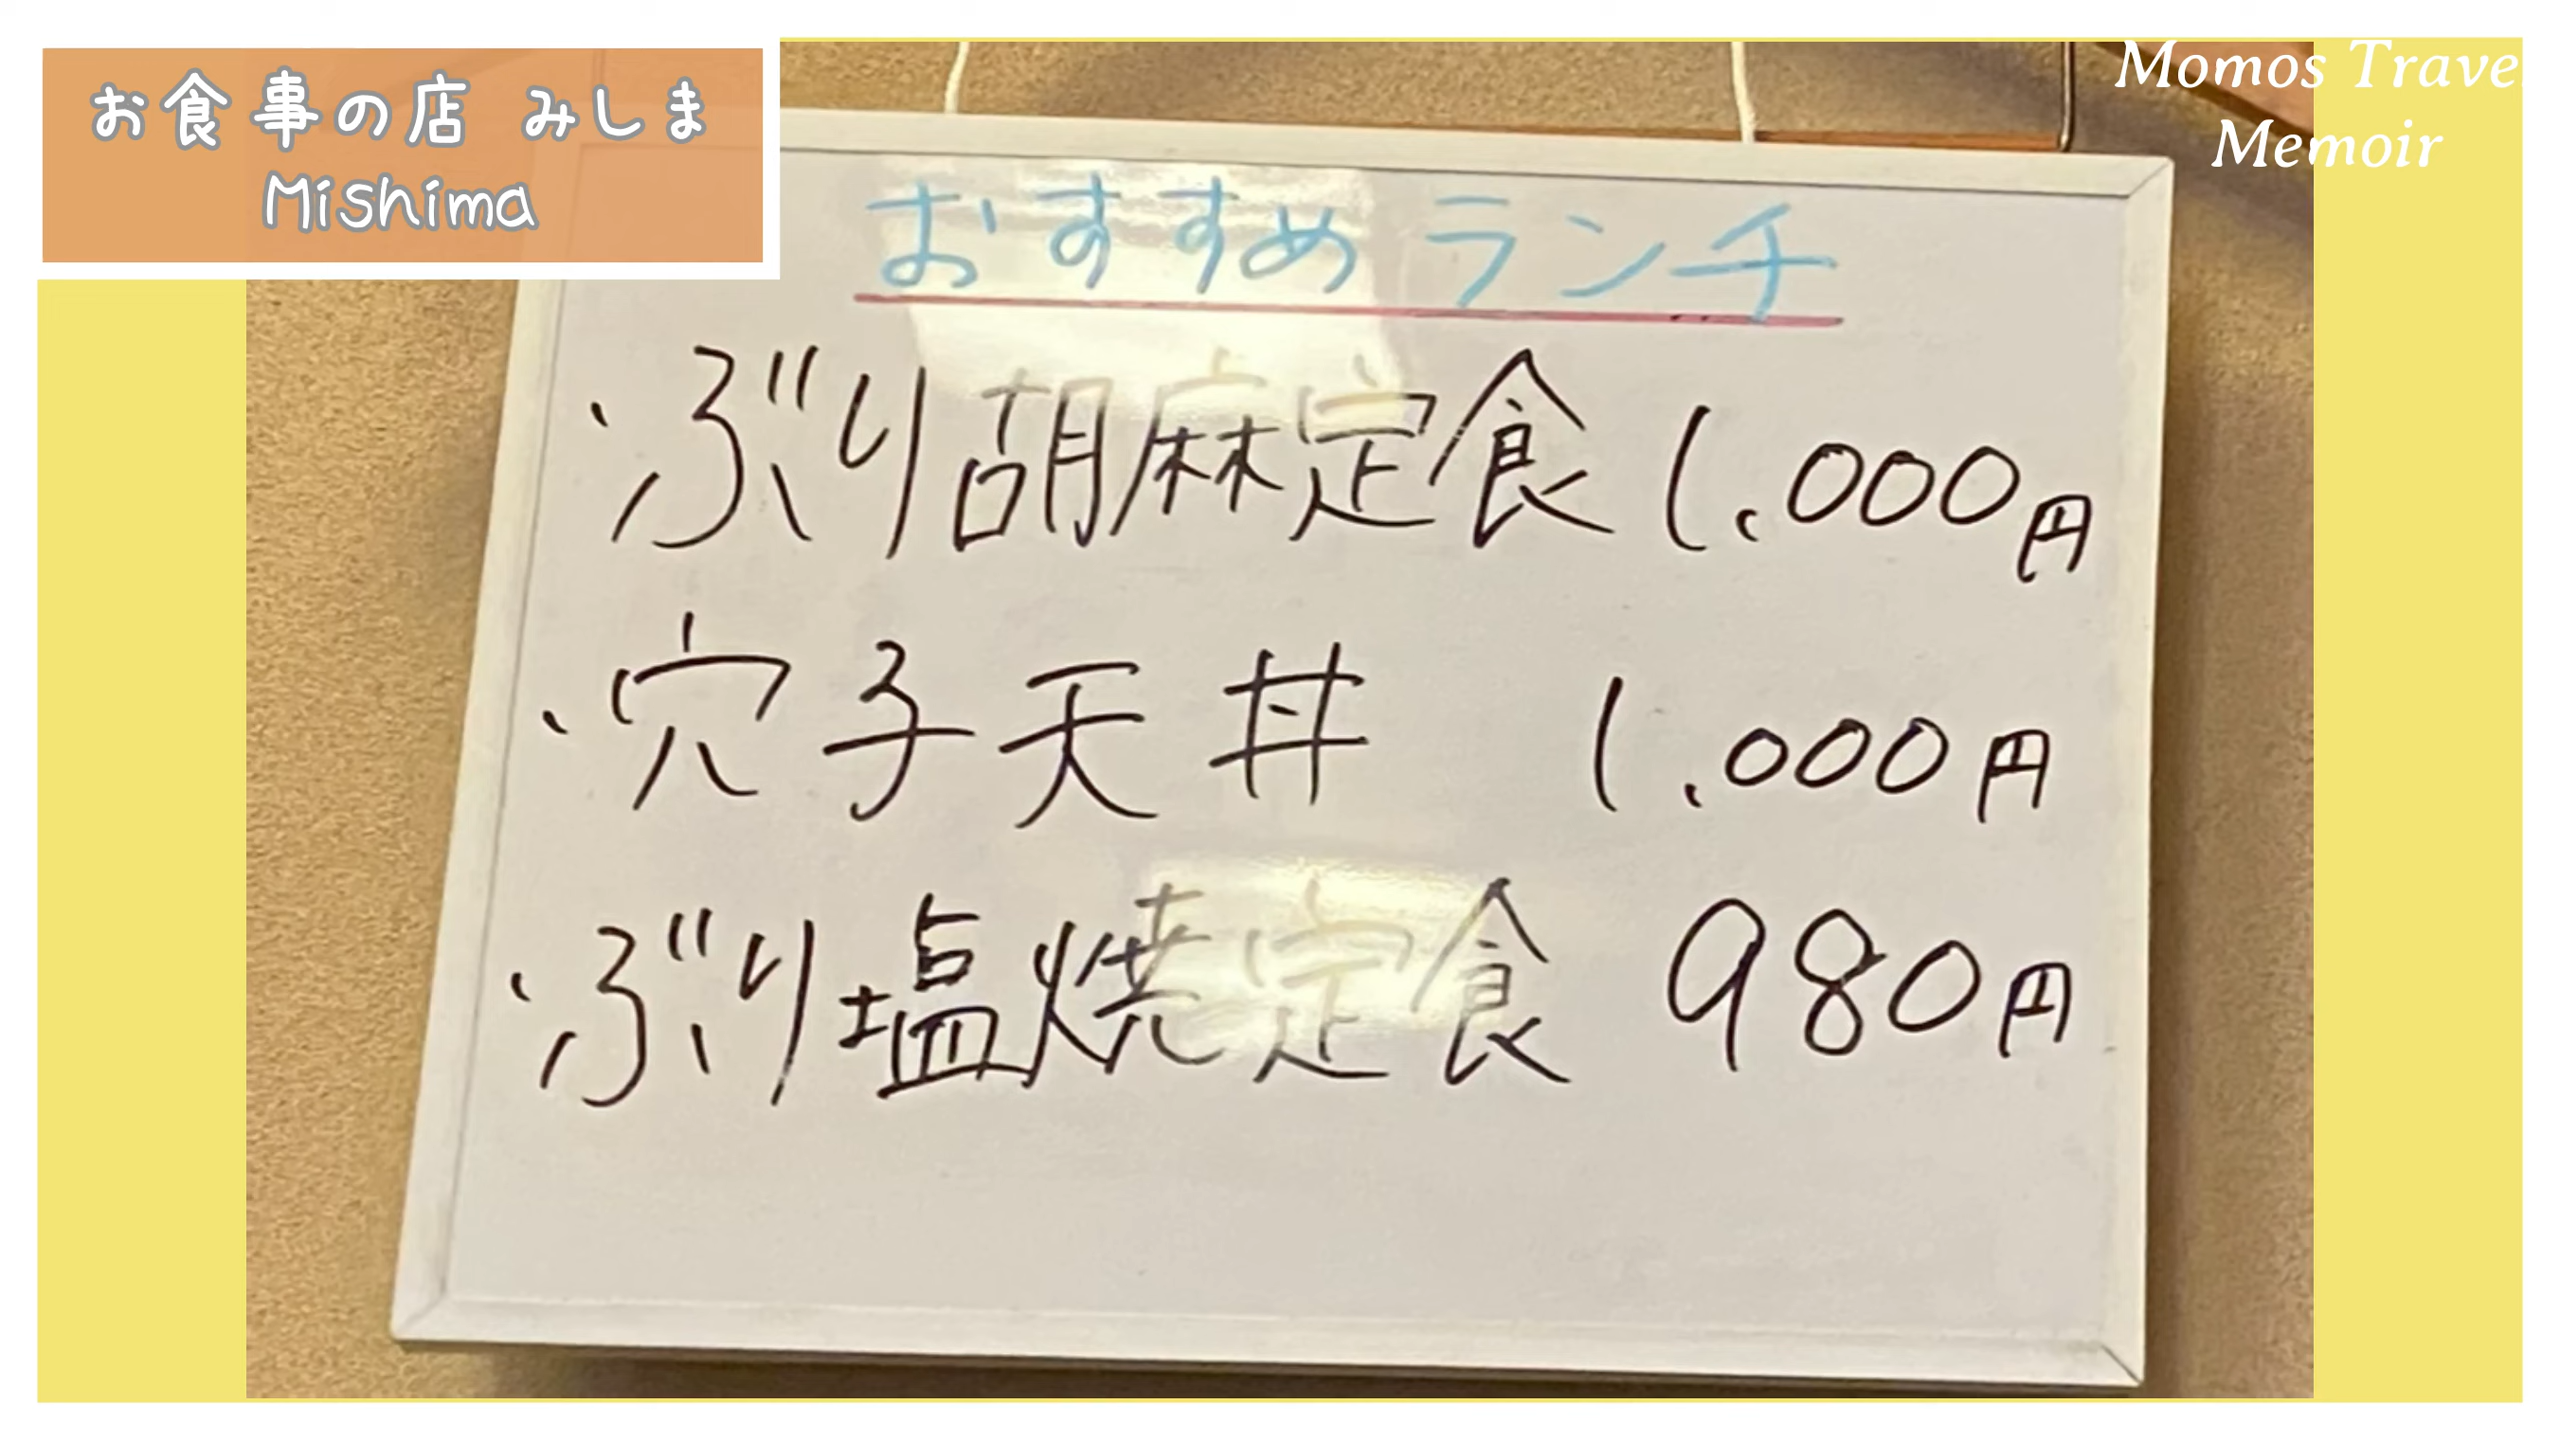 お食事の店 みしま
Mishima
Momos Trave
Memoir
おすすめランチ
・ぶり胡麻定食 1,000円
・穴子天丼 1,000円
・ぶり塩焼定食 980円